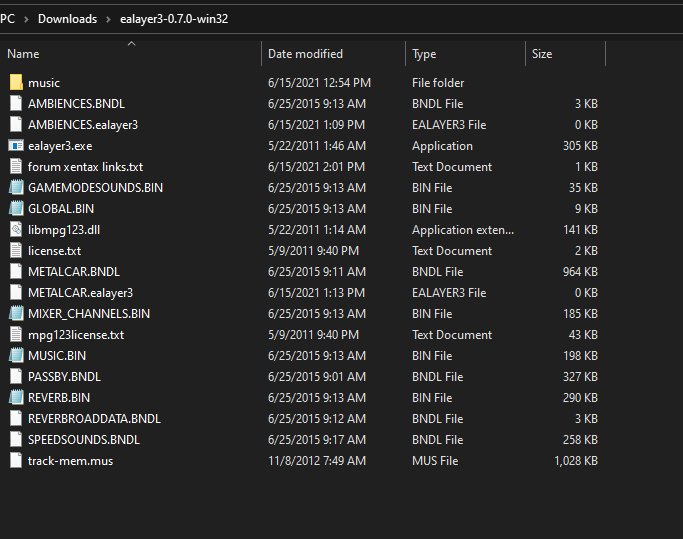 PC > Downloads > ealayer3-0.7.0-win32
Name Date modified Type Size
music 6/15/2021 12:54 PM File folder
AMBIENCES.BNDL 6/25/2015 9:13 AM BNDL File 3 KB
AMBIENCES.ealayer3 6/15/2021 1:09 PM EALAYER3 File 0 KB
ealayer3.exe 5/22/2011 1:46 AM Application 305 KB
forum xentax links.txt 6/15/2021 2:01 PM Text Document 1 KB
GAMEMODESOUNDS.BIN 6/25/2015 9:13 AM BIN File 35 KB
GLOBAL.BIN 6/25/2015 9:13 AM BIN File 9 KB
libmpg123.dll 5/22/2011 1:14 AM Application exten... 141 KB
license.txt 5/9/2011 9:40 PM Text Document 2 KB
METALCAR.BNDL 6/25/2015 9:11 AM BNDL File 964 KB
METALCAR.ealayer3 6/15/2021 1:13 PM EALAYER3 File 0 KB
MIXER_CHANNELS.BIN 6/25/2015 9:13 AM BIN File 185 KB
mpg123license.txt 5/9/2011 9:40 PM Text Document 43 KB
MUSIC.BIN 6/25/2015 9:13 AM BIN File 198 KB
PASSBY.BNDL 6/25/2015 9:01 AM BNDL File 327 KB
REVERB.BIN 6/25/2015 9:13 AM BIN File 290 KB
REVERBROADDATA.BNDL 6/25/2015 9:12 AM BNDL File 3 KB
SPEEDSOUNDS.BNDL 6/25/2015 9:17 AM BNDL File 258 KB
track-mem.mus 11/8/2012 7:49 AM MUS File 1,028 KB